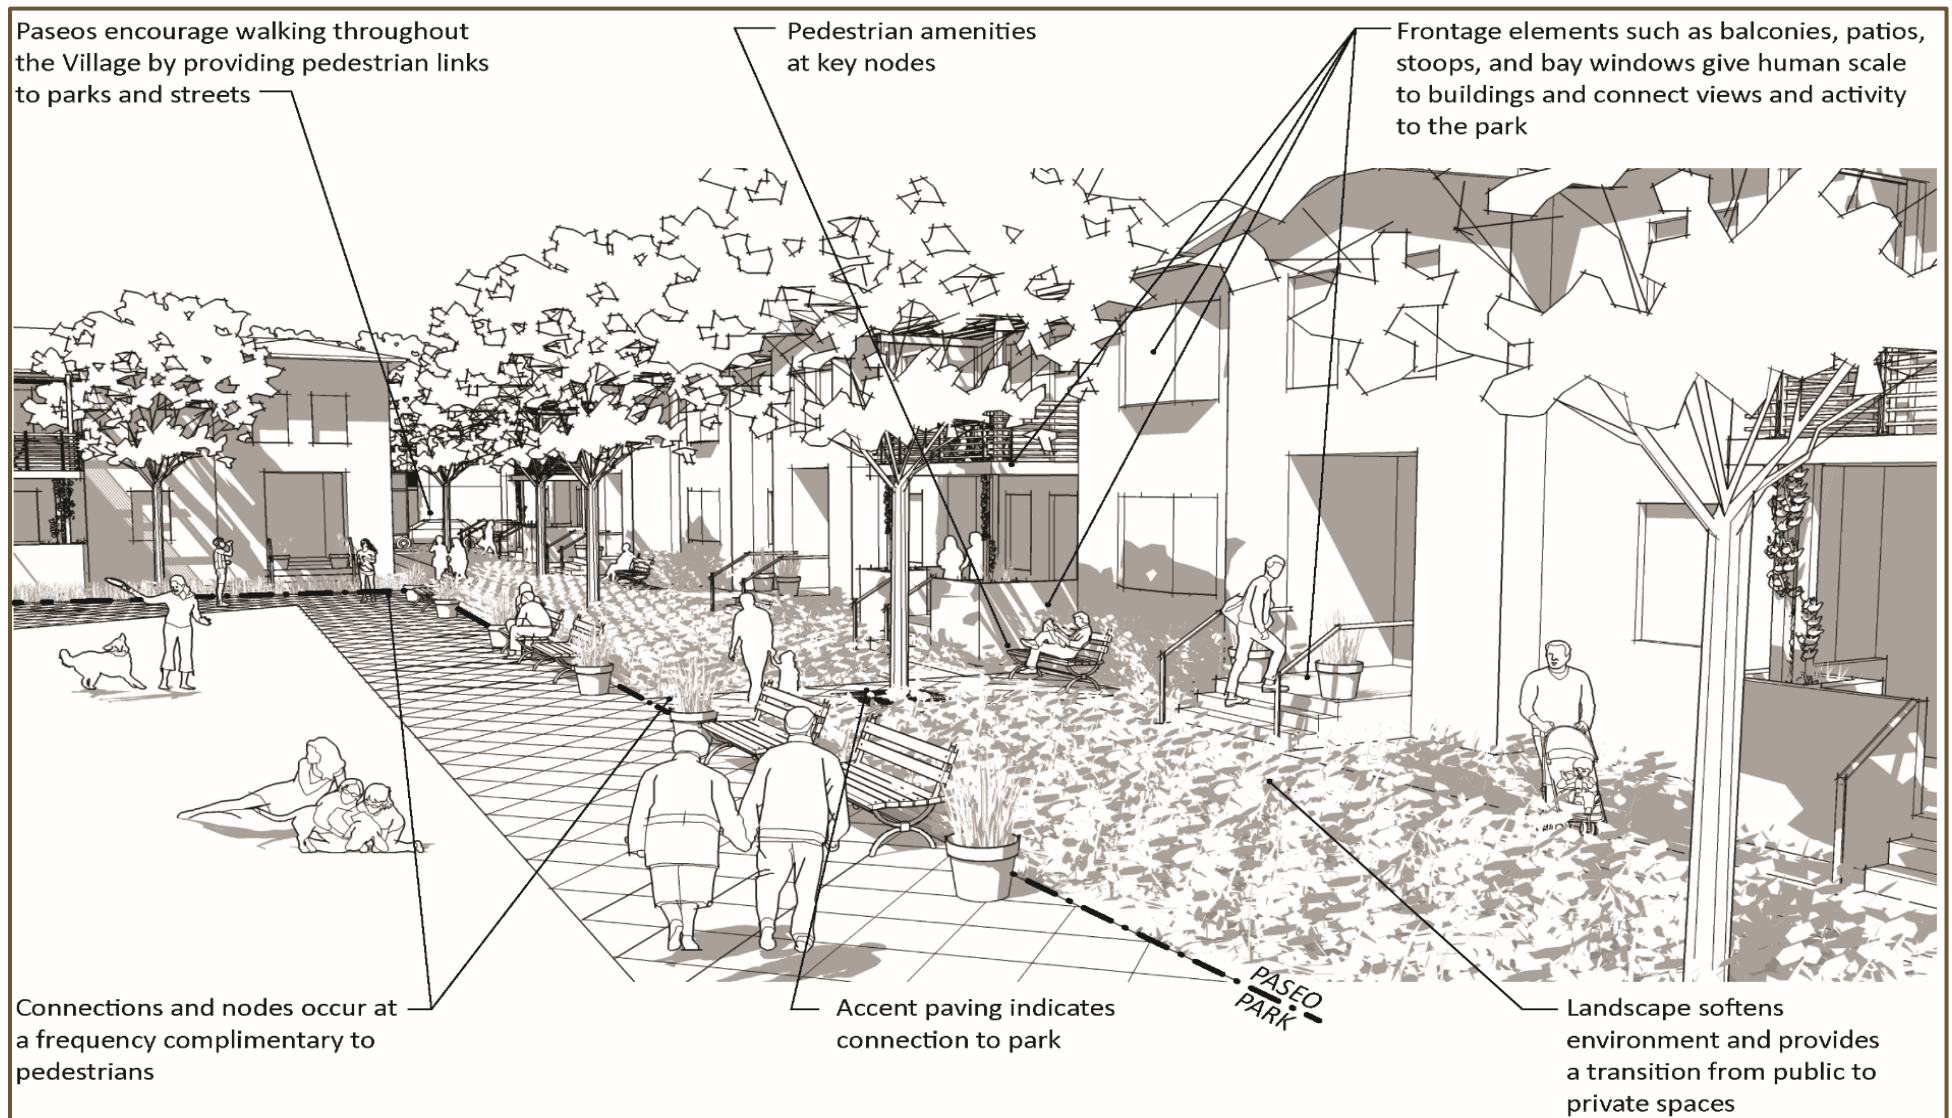 Paseos encourage walking throughout
the Village by providing pedestrian links
to parks and streets
Pedestrian amenities
at key nodes
Frontage elements such as balconies, patios,
stoops, and bay windows give human scale
to buildings and connect views and activity
to the park
PASEO
PARK
Connections and nodes occur at
a frequency complimentary to
pedestrians
Accent paving indicates
connection to park
Landscape softens
environment and provides
a transition from public to
private spaces